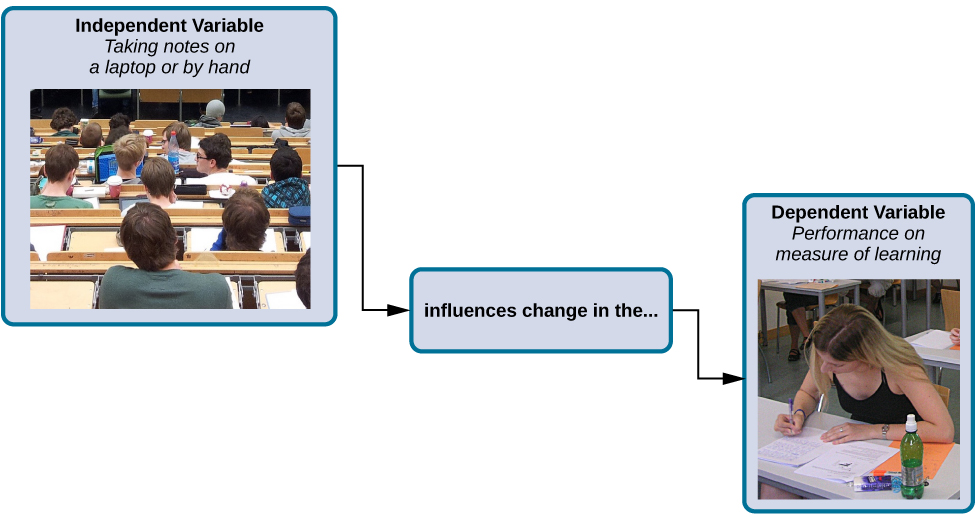 Independent Variable
Taking notes on
a laptop or by hand
influences change in the...
Dependent Variable
Performance on
measure of learning